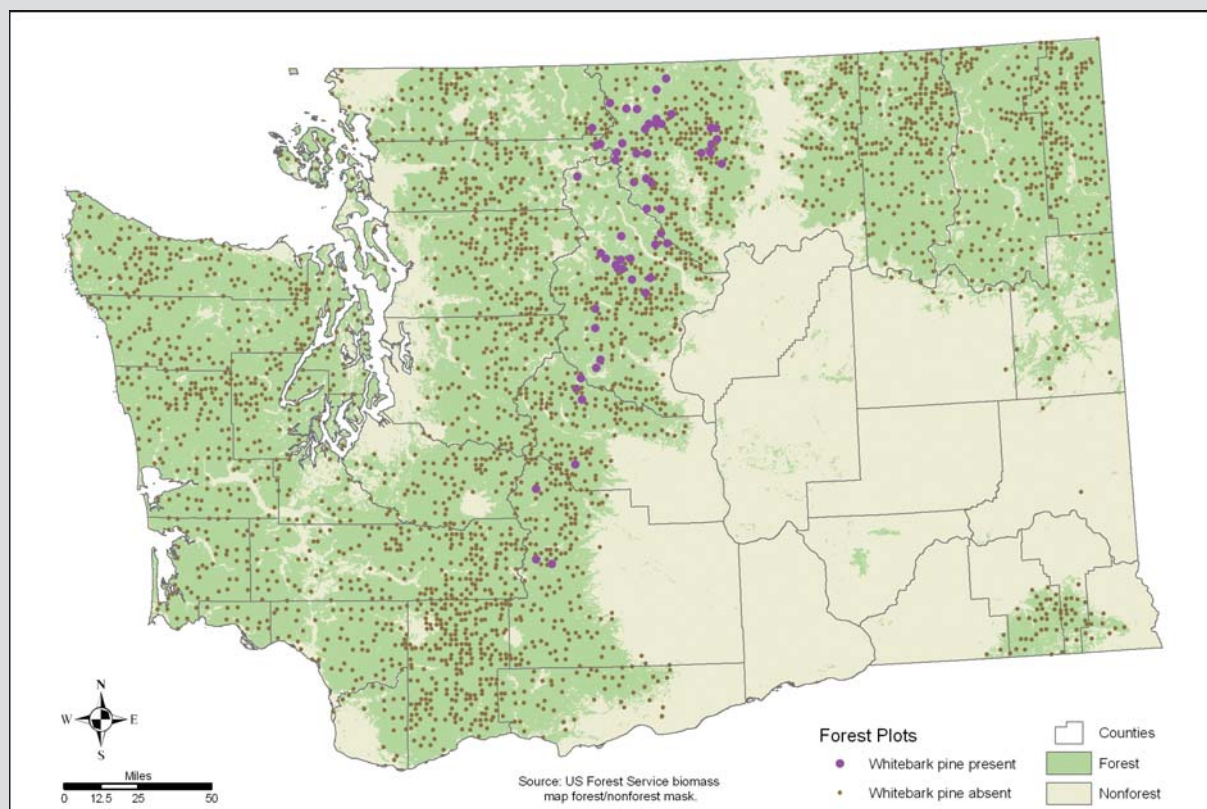 N
W E
S
Miles
0 12.5 25 50
Source: US Forest Service biomass
map forest/nonforest mask.
Forest Plots
Whitebark pine present
Whitebark pine absent
Counties
Forest
Nonforest